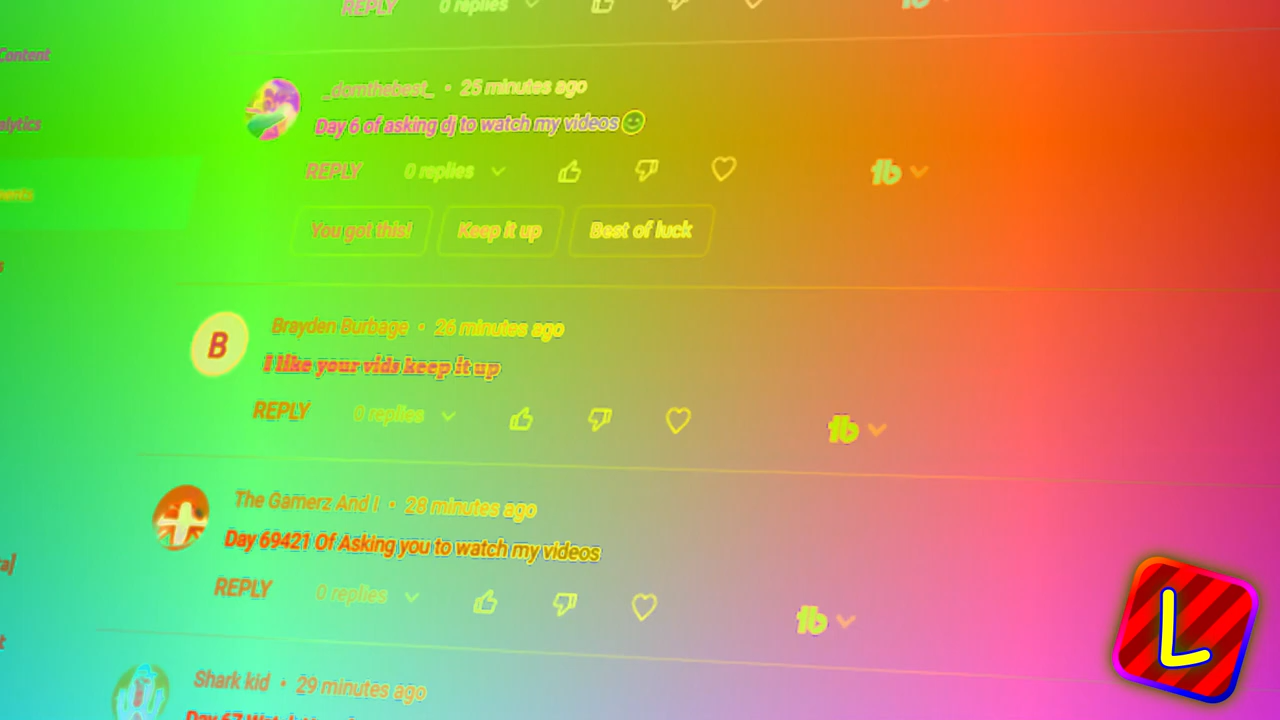 REPLY 0 replies
Content
_domthebest_ • 25 minutes ago
Day 6 of asking dj to watch my videos
alytics
REPLY 0 replies
You got this! Keep it up Best of luck
Brayden Burbage • 26 minutes ago
B
I like your vids keep it up
REPLY 0 replies
The Gamerz And I • 28 minutes ago
Day 69421 Of Asking you to watch my videos
REPLY 0 replies
L
Shark kid • 29 minutes ago
Day 67